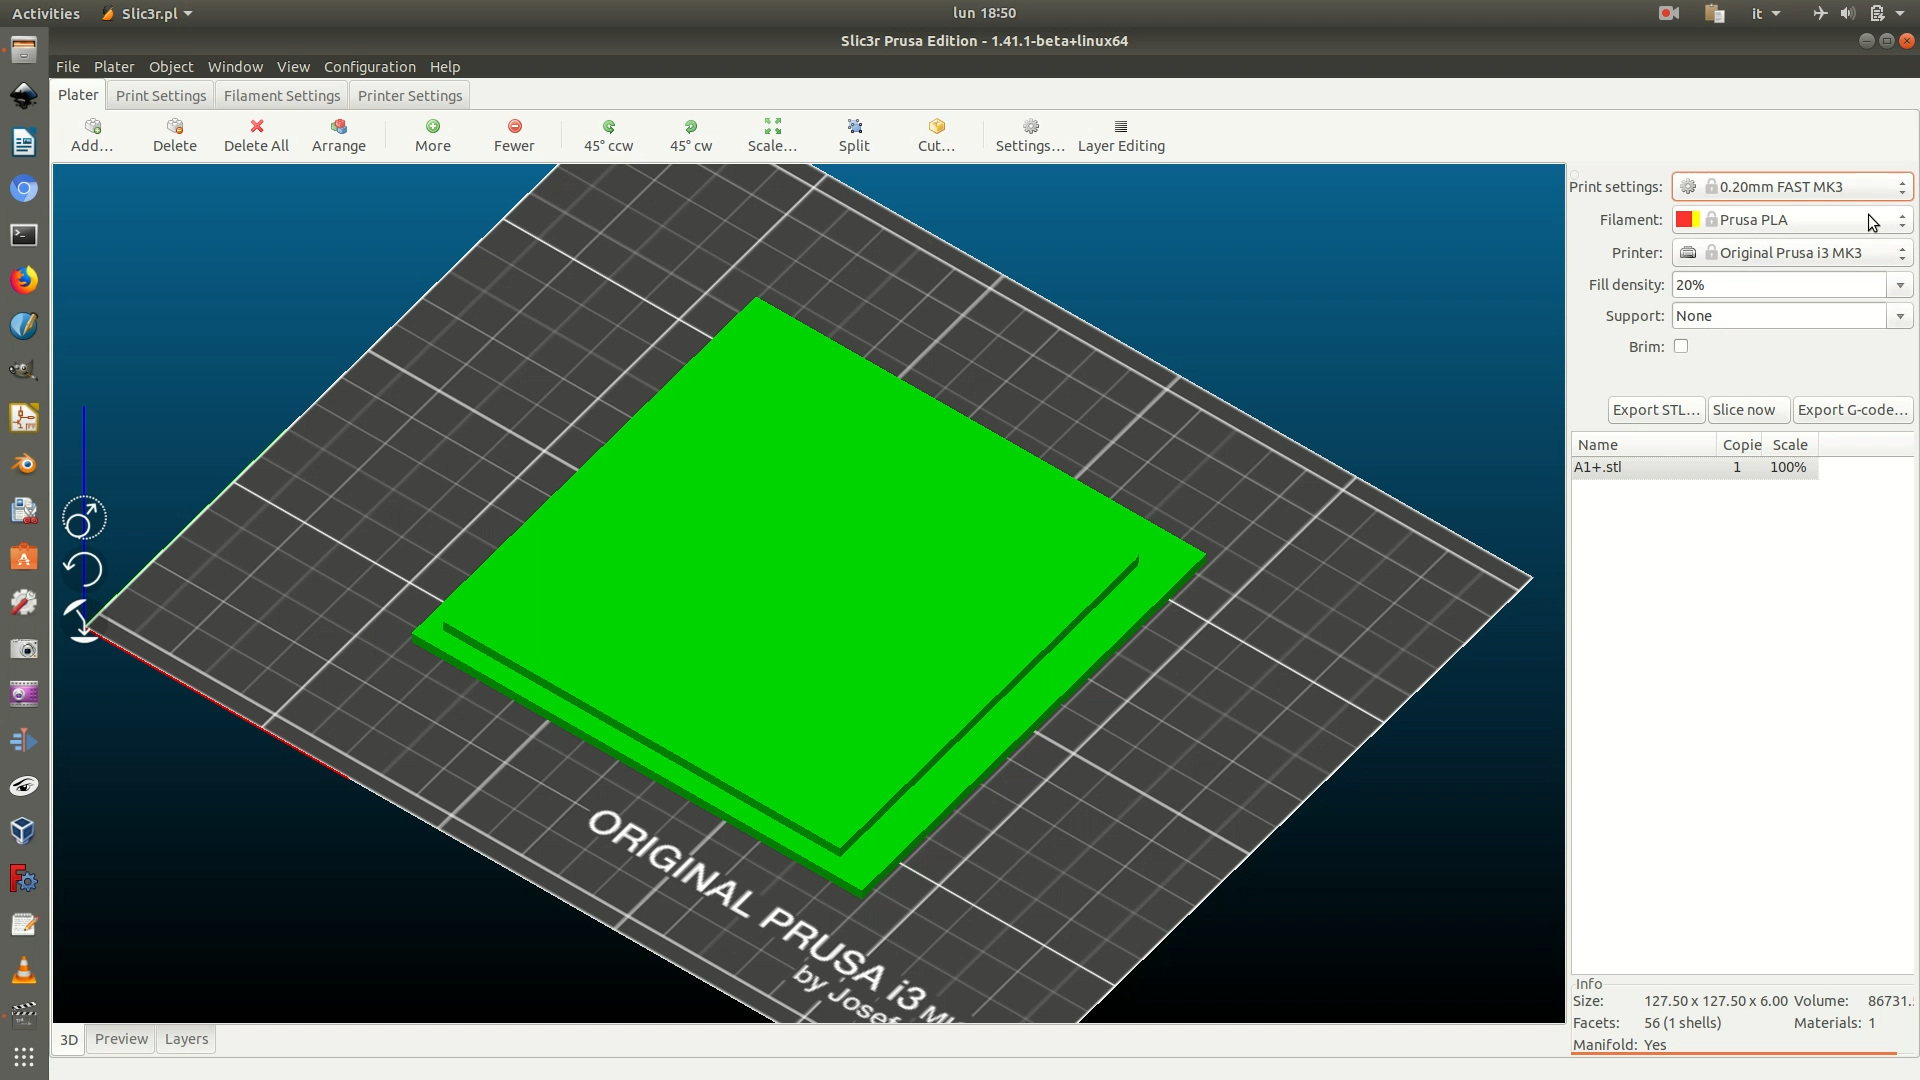 Activities Slic3r.pl lun 18:50 it
Slic3r Prusa Edition - 1.41.1-beta+linux64
File Plater Object Window View Configuration Help
Plater Print Settings Filament Settings Printer Settings
Add... Delete Delete All Arrange More Fewer 45° ccw 45° cw Scale... Split Cut... Settings... Layer Editing
Print settings: 0.20mm FAST MK3
Filament: Prusa PLA
Printer: Original Prusa i3 MK3
Fill density: 20%
Support: None
Brim:
Export STL... Slice now Export G-code...
Name Copie Scale
A1+.stl 1 100%
ORIGINAL PRUSA i3
by Josef
Info
Size: 127.50 x 127.50 x 6.00 Volume: 86731.
Facets: 56 (1 shells) Materials: 1
Manifold: Yes
3D Preview Layers